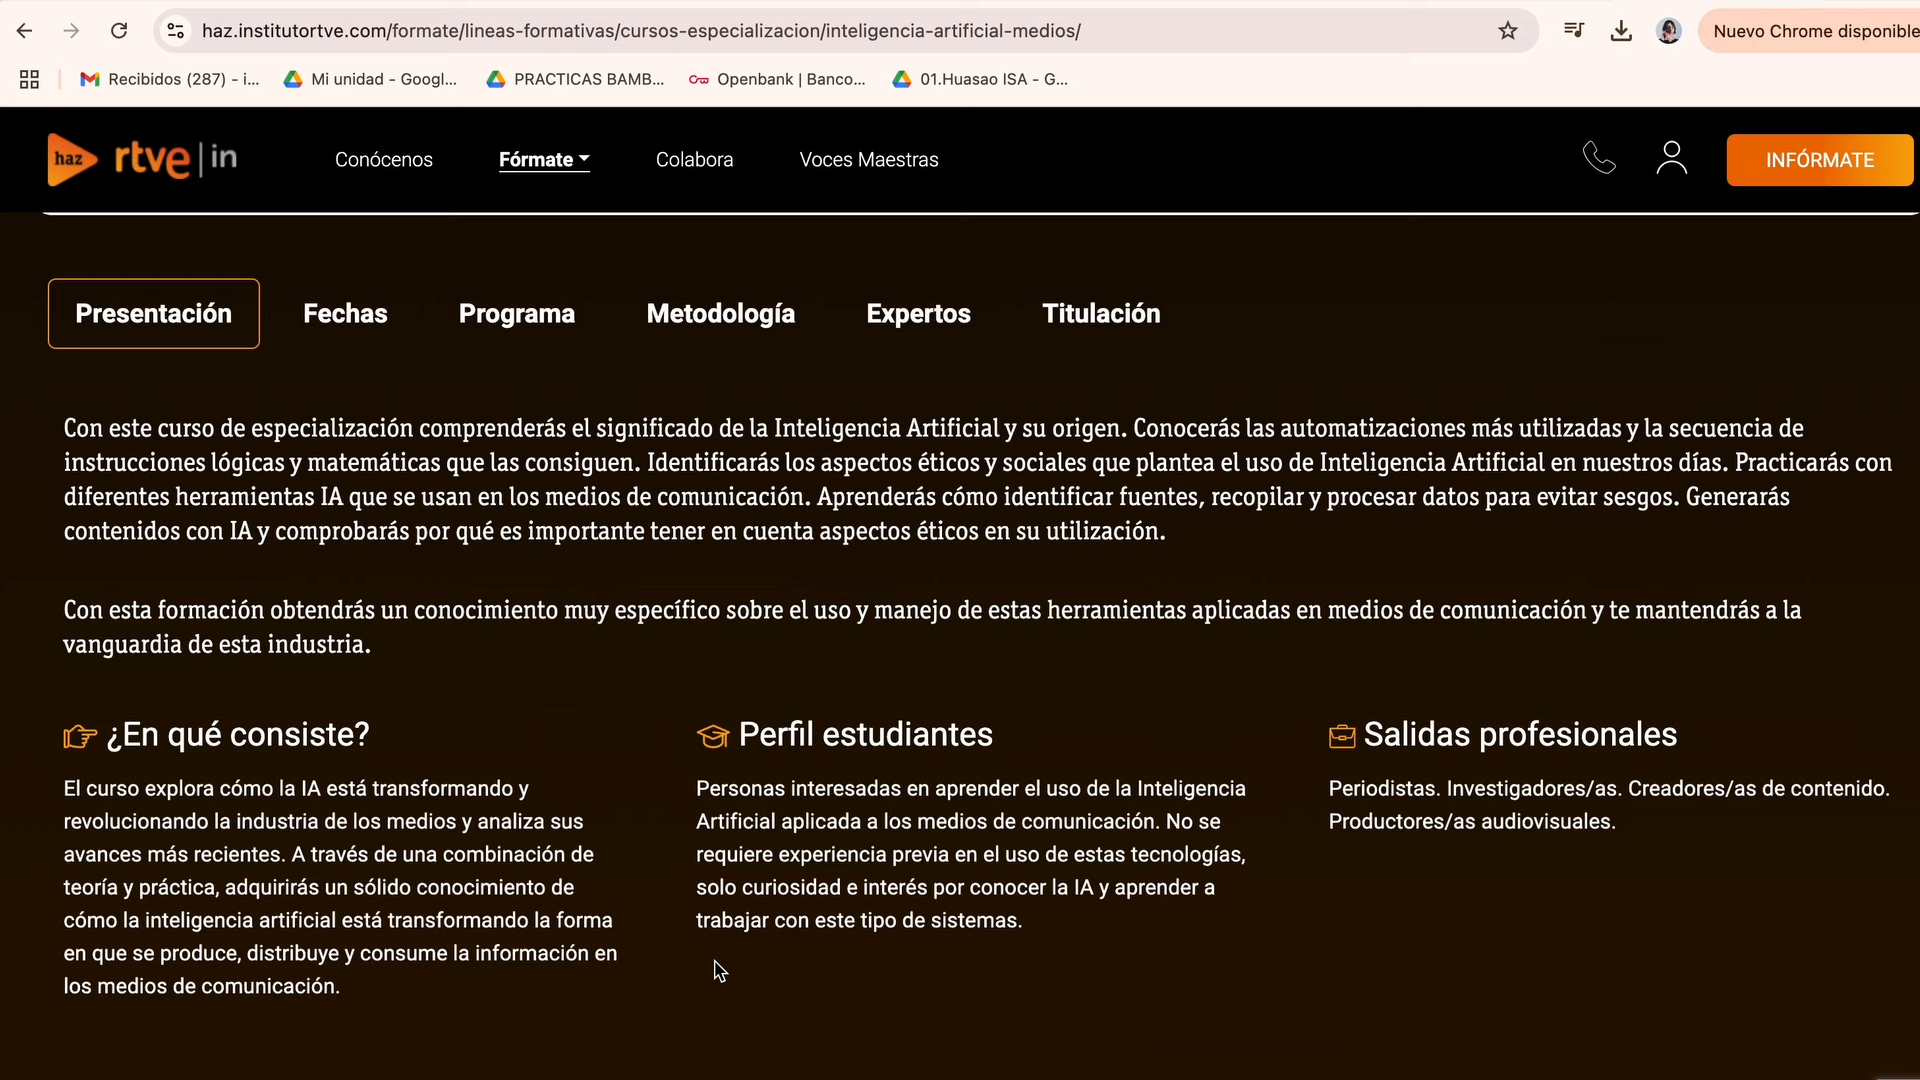 haz.institutortve.com/formate/lineas-formativas/cursos-especializacion/inteligencia-artificial-medios/
Nuevo Chrome disponible
Recibidos (287) - i...
Mi unidad - Googl...
PRACTICAS BAMB...
Openbank | Banco...
01.Huasao ISA - G...
haz rtve | in
Conócenos
Fórmate
Colabora
Voces Maestras
INFÓRMATE
Presentación
Fechas
Programa
Metodología
Expertos
Titulación
Con este curso de especialización comprenderás el significado de la Inteligencia Artificial y su origen. Conocerás las automatizaciones más utilizadas y la secuencia de
instrucciones lógicas y matemáticas que las consiguen. Identificarás los aspectos éticos y sociales que plantea el uso de Inteligencia Artificial en nuestros días. Practicarás con
diferentes herramientas IA que se usan en los medios de comunicación. Aprenderás cómo identificar fuentes, recopilar y procesar datos para evitar sesgos. Generarás
contenidos con IA y comprobarás por qué es importante tener en cuenta aspectos éticos en su utilización.
Con esta formación obtendrás un conocimiento muy específico sobre el uso y manejo de estas herramientas aplicadas en medios de comunicación y te mantendrás a la
vanguardia de esta industria.
¿En qué consiste?
El curso explora cómo la IA está transformando y
revolucionando la industria de los medios y analiza sus
avances más recientes. A través de una combinación de
teoría y práctica, adquirirás un sólido conocimiento de
cómo la inteligencia artificial está transformando la forma
en que se produce, distribuye y consume la información en
los medios de comunicación.
Perfil estudiantes
Personas interesadas en aprender el uso de la Inteligencia
Artificial aplicada a los medios de comunicación. No se
requiere experiencia previa en el uso de estas tecnologías,
solo curiosidad e interés por conocer la IA y aprender a
trabajar con este tipo de sistemas.
Salidas profesionales
Periodistas. Investigadores/as. Creadores/as de contenido.
Productores/as audiovisuales.